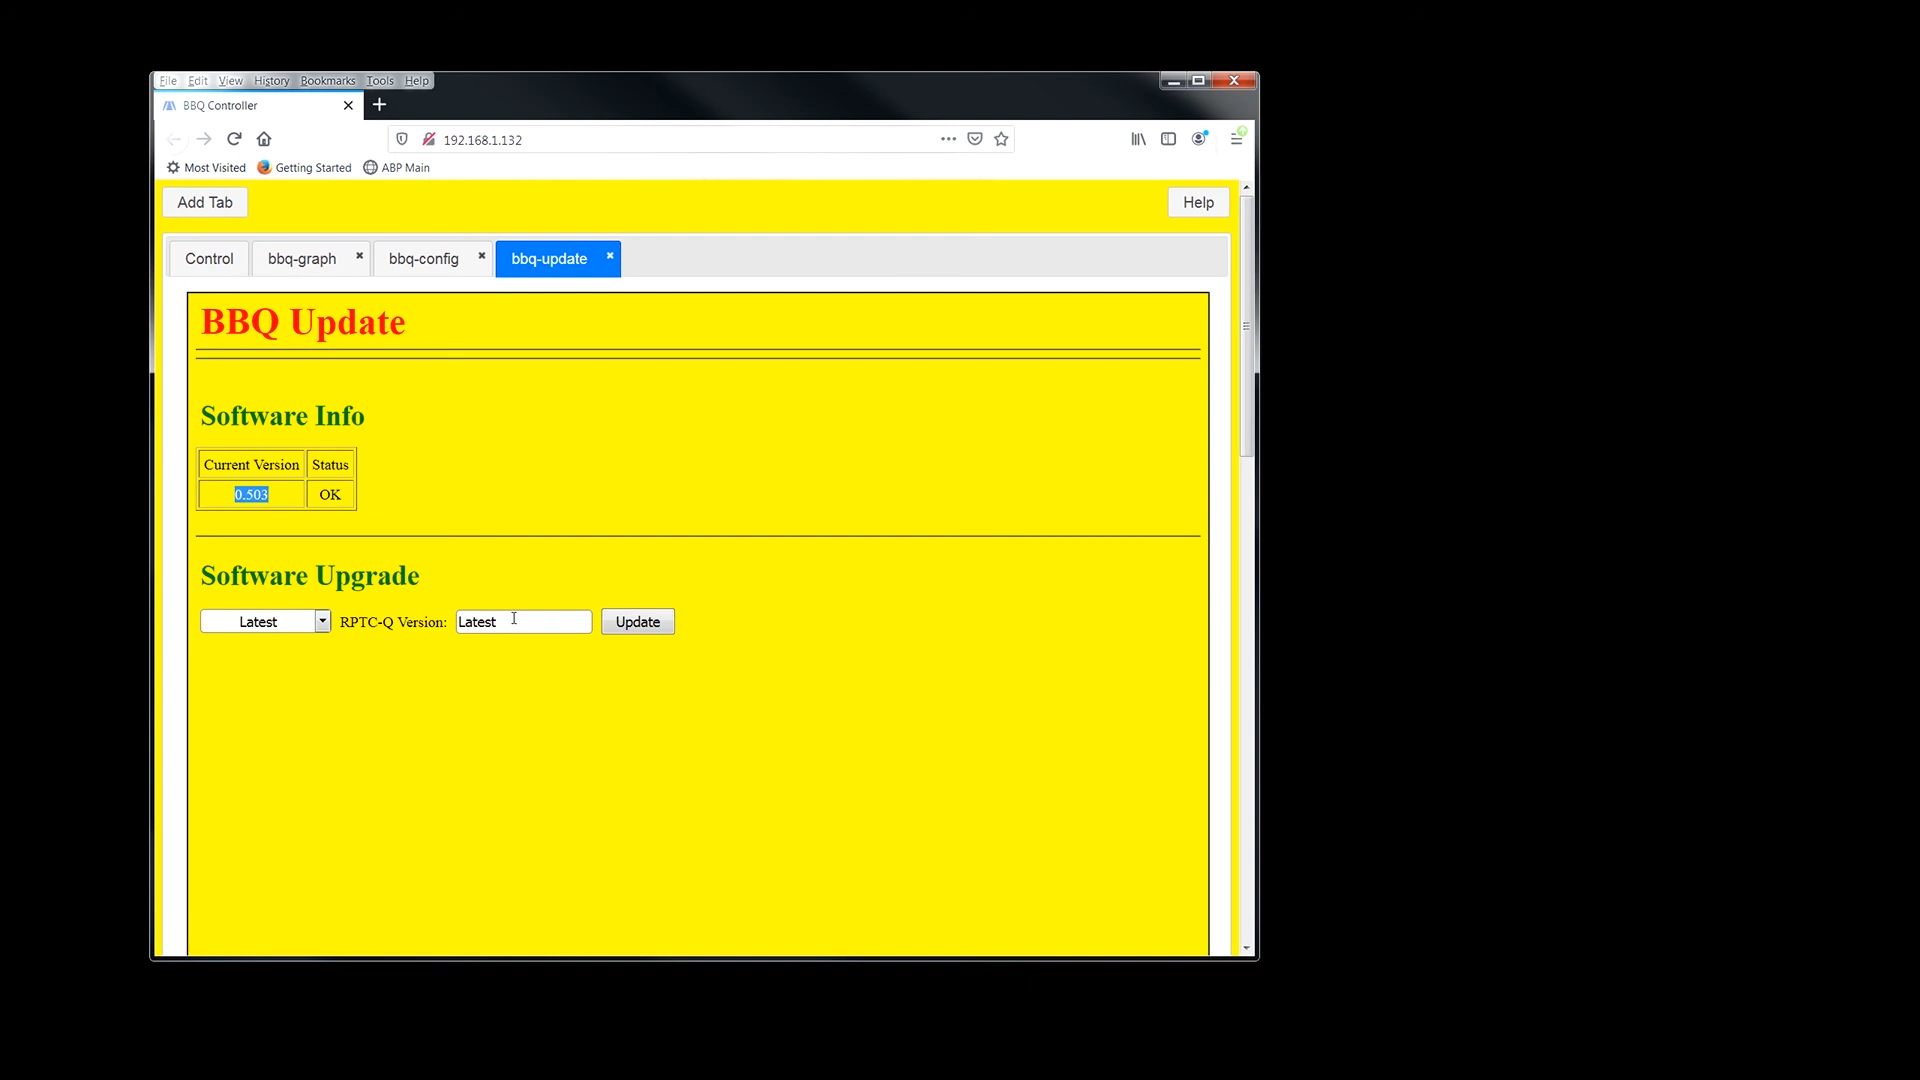 File Edit View History Bookmarks Tools Help
BBQ Controller
192.168.1.132
Most Visited Getting Started ABP Main
Add Tab Help
Control bbq-graph bbq-config bbq-update
BBQ Update
Software Info
Current Version Status
0.503 OK
Software Upgrade
Latest RPTC-Q Version: Latest Update